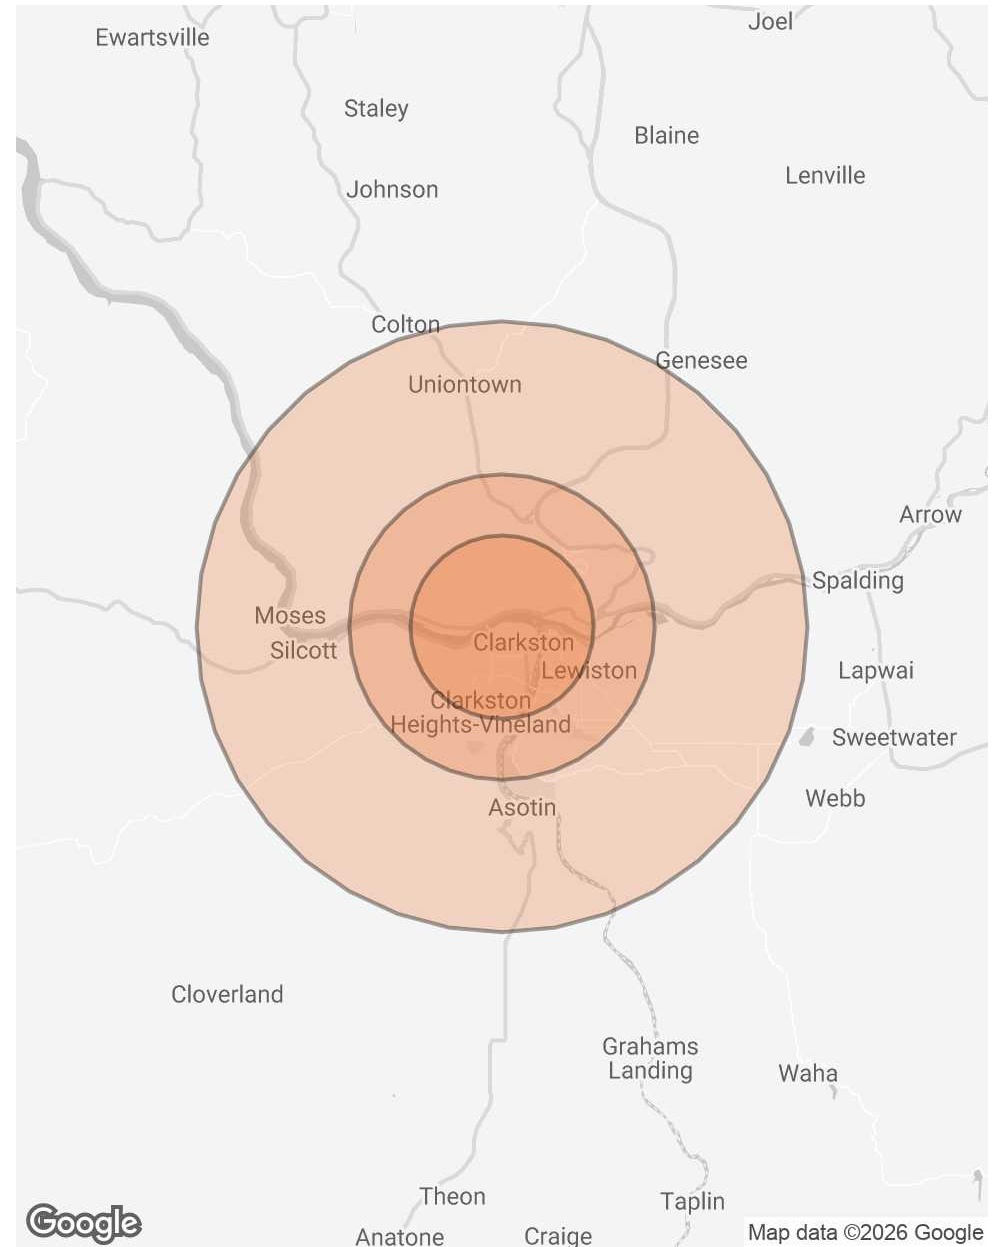 Joel
Ewartsville
Staley
Blaine
Lenville
Johnson
Colton
Genesee
Uniontown
Arrow
Spalding
Moses
Silcott
Clarkston
Lewiston
Lapwai
Clarkston
Heights-Vineland
Sweetwater
Webb
Asotin
Cloverland
Grahams
Landing
Waha
Theon
Taplin
Google
Anatone
Craige
Map data ©2026 Google